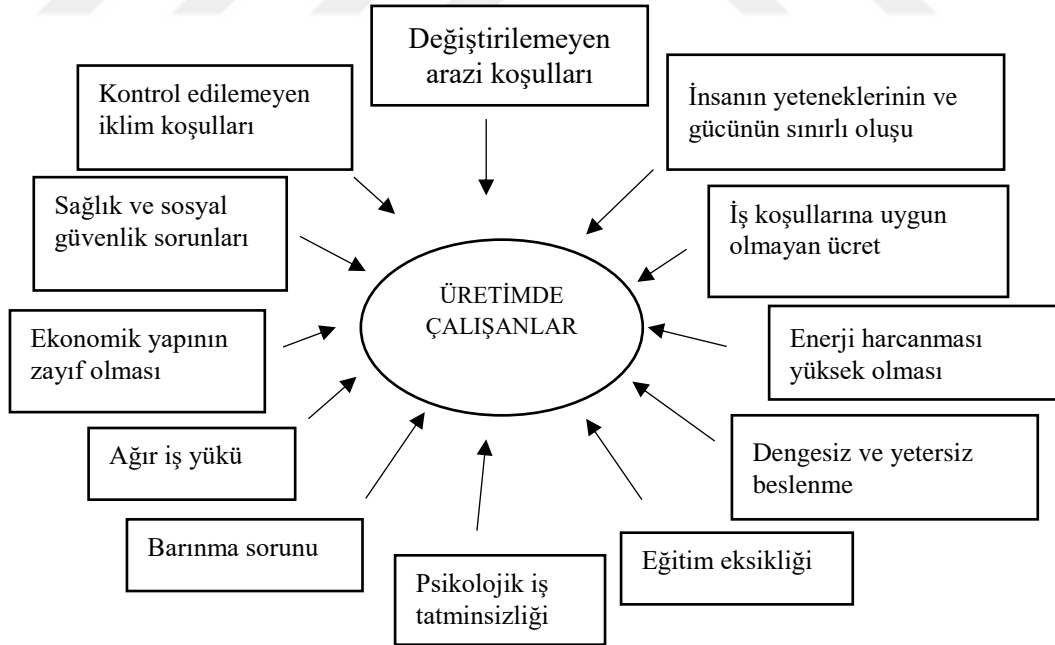 Değiştirilemeyen
arazi koşulları
Kontrol edilemeyen
iklim koşulları
İnsanın yeteneklerinin ve
gücünün sınırlı oluşu
Sağlık ve sosyal
güvenlik sorunları
İş koşullarına uygun
olmayan ücret
ÜRETİMDE
ÇALIŞANLAR
Ekonomik yapının
zayıf olması
Enerji harcanması
yüksek olması
Ağır iş yükü
Dengesiz ve yetersiz
beslenme
Barınma sorunu
Eğitim eksikliği
Psikolojik iş
tatminsizliği